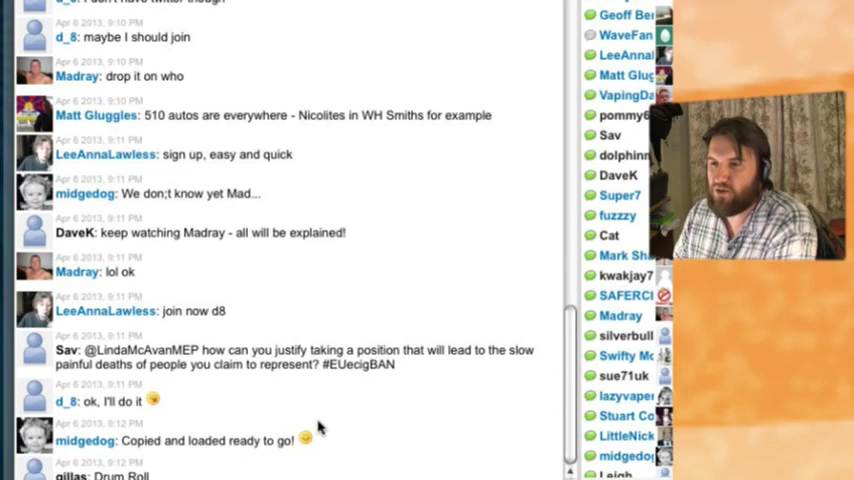 Apr 6 2013, 9:10 PM
d_8: maybe I should join
Apr 6 2013, 9:10 PM
Madray: drop it on who
Apr 6 2013, 9:10 PM
Matt Gluggles: 510 autos are everywhere - Nicolites in WH Smiths for example
Apr 6 2013, 9:11 PM
LeeAnnaLawless: sign up, easy and quick
Apr 6 2013, 9:11 PM
midgedog: We don;t know yet Mad...
Apr 6 2013, 9:11 PM
DaveK: keep watching Madray - all will be explained!
Apr 6 2013, 9:11 PM
Madray: lol ok
Apr 6 2013, 9:11 PM
LeeAnnaLawless: join now d8
Apr 6 2013, 9:11 PM
Sav: @LindaMcAvanMEP how can you justify taking a position that will lead to the slow
painful deaths of people you claim to represent? #EUecigBAN
Apr 6 2013, 9:11 PM
d_8: ok, I'll do it
Apr 6 2013, 9:12 PM
midgedog: Copied and loaded ready to go!
Apr 6 2013, 9:12 PM
gillas: Drum Roll
Geoff Ber
WaveFan
LeeAnnal
Matt Glug
VapingDa
pommy6
Sav
dolphinn
DaveK
Super7
fuzzzy
Cat
Mark Sha
kwakjay7
SAFERCI
Madray
silverbull
Swifty Mc
sue71uk
lazyvaper
Stuart Co
LittleNick
midgedog
Leigh